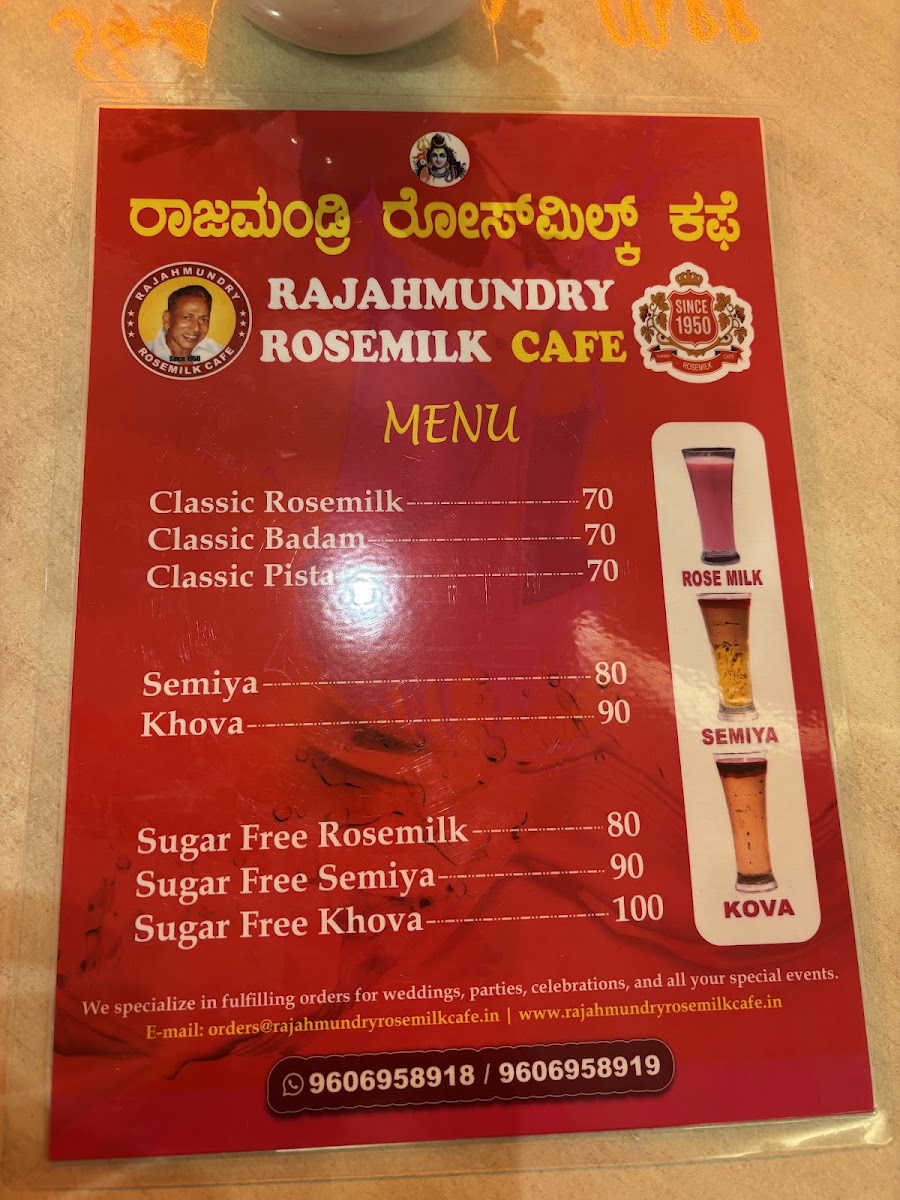 ರಾಜಮಂಡ್ರಿ ರೋಸ್‌ಮಿಲ್ಕ್ ಕಫೆ
RAJAHMUNDRY
ROSEMILK CAFE
RAJAHMUNDRY
Since 1950
ROSEMILK CAFE
SINCE
1950
ROSEMILK
CAFE
MENU
Classic Rosemilk 70
Classic Badam 70
Classic Pista 70
Semiya 80
Khova 90
Sugar Free Rosemilk 80
Sugar Free Semiya 90
Sugar Free Khova 100
ROSE MILK
SEMIYA
KOVA
We specialize in fulfilling orders for weddings, parties, celebrations, and all your special events.
E-mail: orders@rajahmundryrosemilkcafe.in | www.rajahmundryrosemilkcafe.in
9606958918 / 9606958919